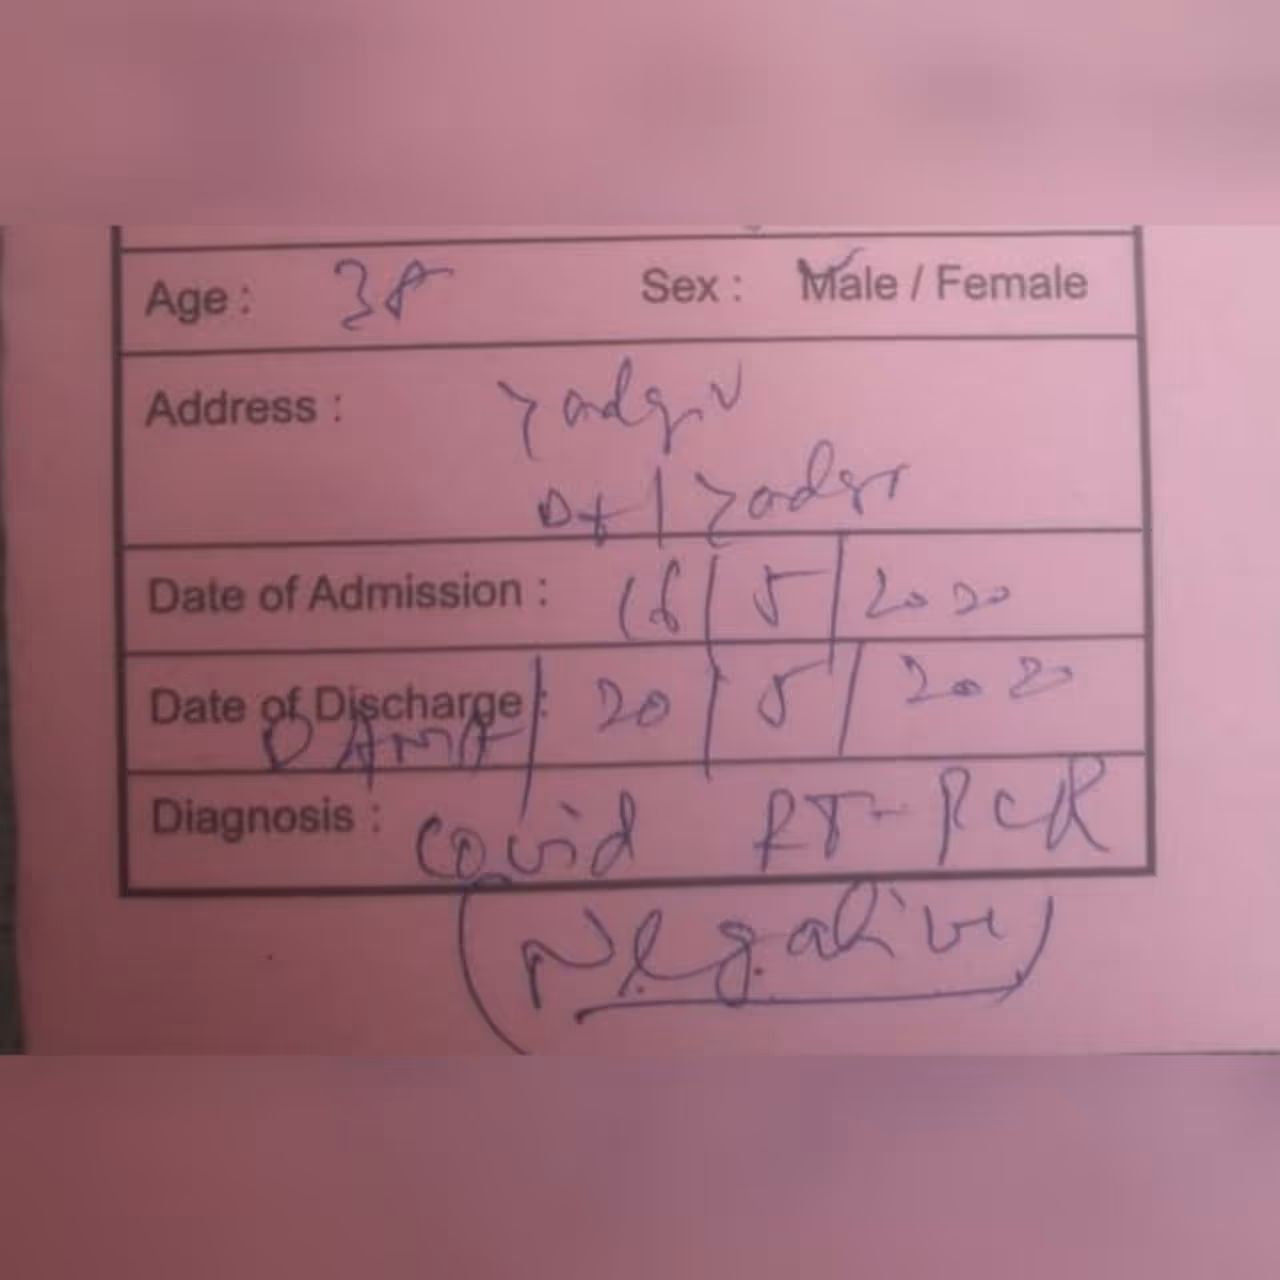 Age : 38 Sex : Male / Female
Address : Yadgir
Dt/ Yadgir
Date of Admission : 16/5/2020
Date of Discharge : 20/5/2020
DAMA
Diagnosis : Covid RT-PCR
(Negative)